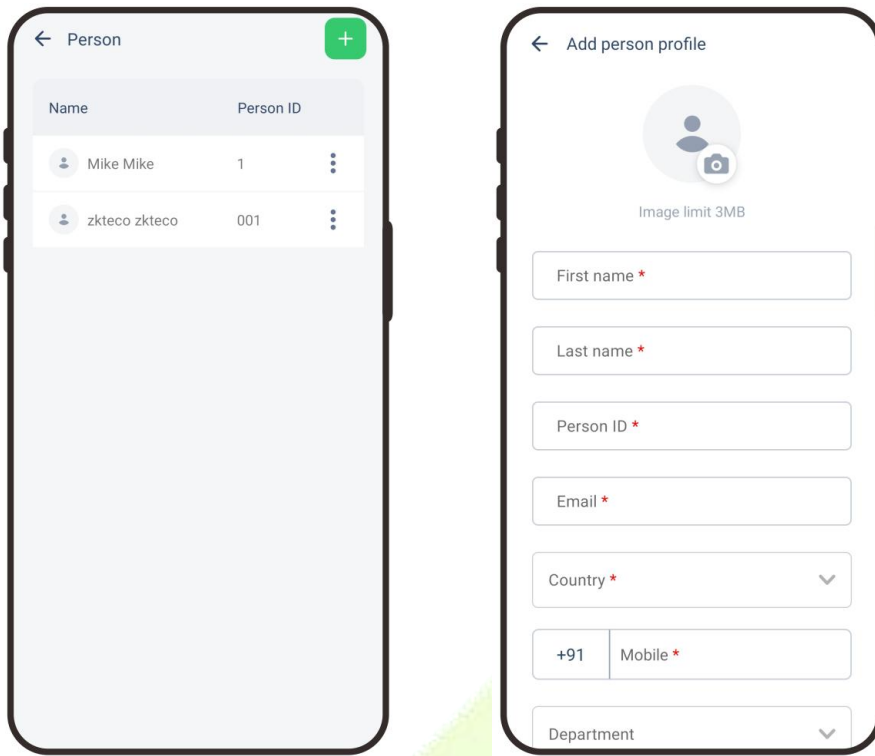 Person
+
Name Person ID
Mike Mike 1
zkteco zkteco 001
Add person profile
Image limit 3MB
First name *
Last name *
Person ID *
Email *
Country *
+91 Mobile *
Department